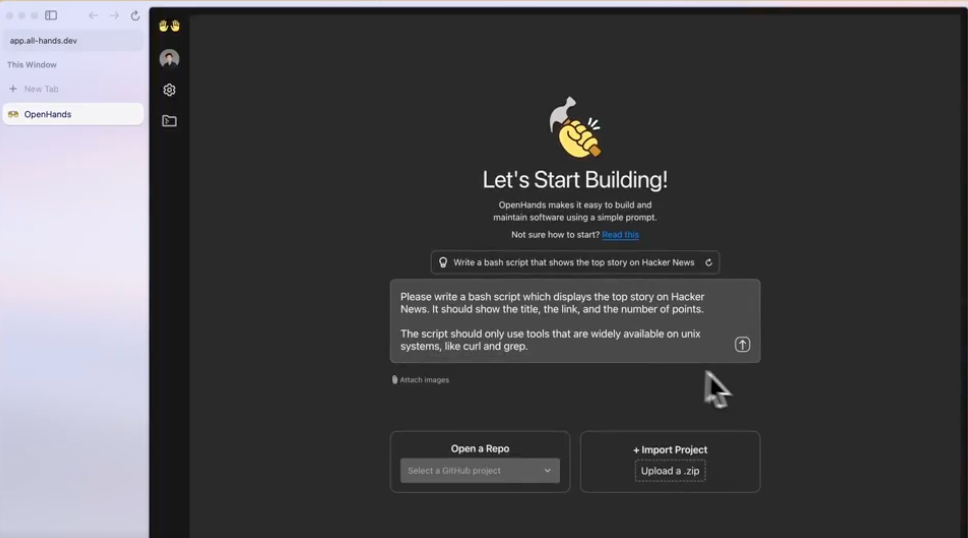 app.all-hands.dev
This Window
New Tab
OpenHands
Let's Start Building!
OpenHands makes it easy to build and
maintain software using a simple prompt.
Not sure how to start? Read this
Write a bash script that shows the top story on Hacker News
Please write a bash script which displays the top story on Hacker
News. It should show the title, the link, and the number of points.
The script should only use tools that are widely available on unix
systems, like curl and grep.
Attach images
Open a Repo
Select a GitHub project
+ Import Project
Upload a .zip